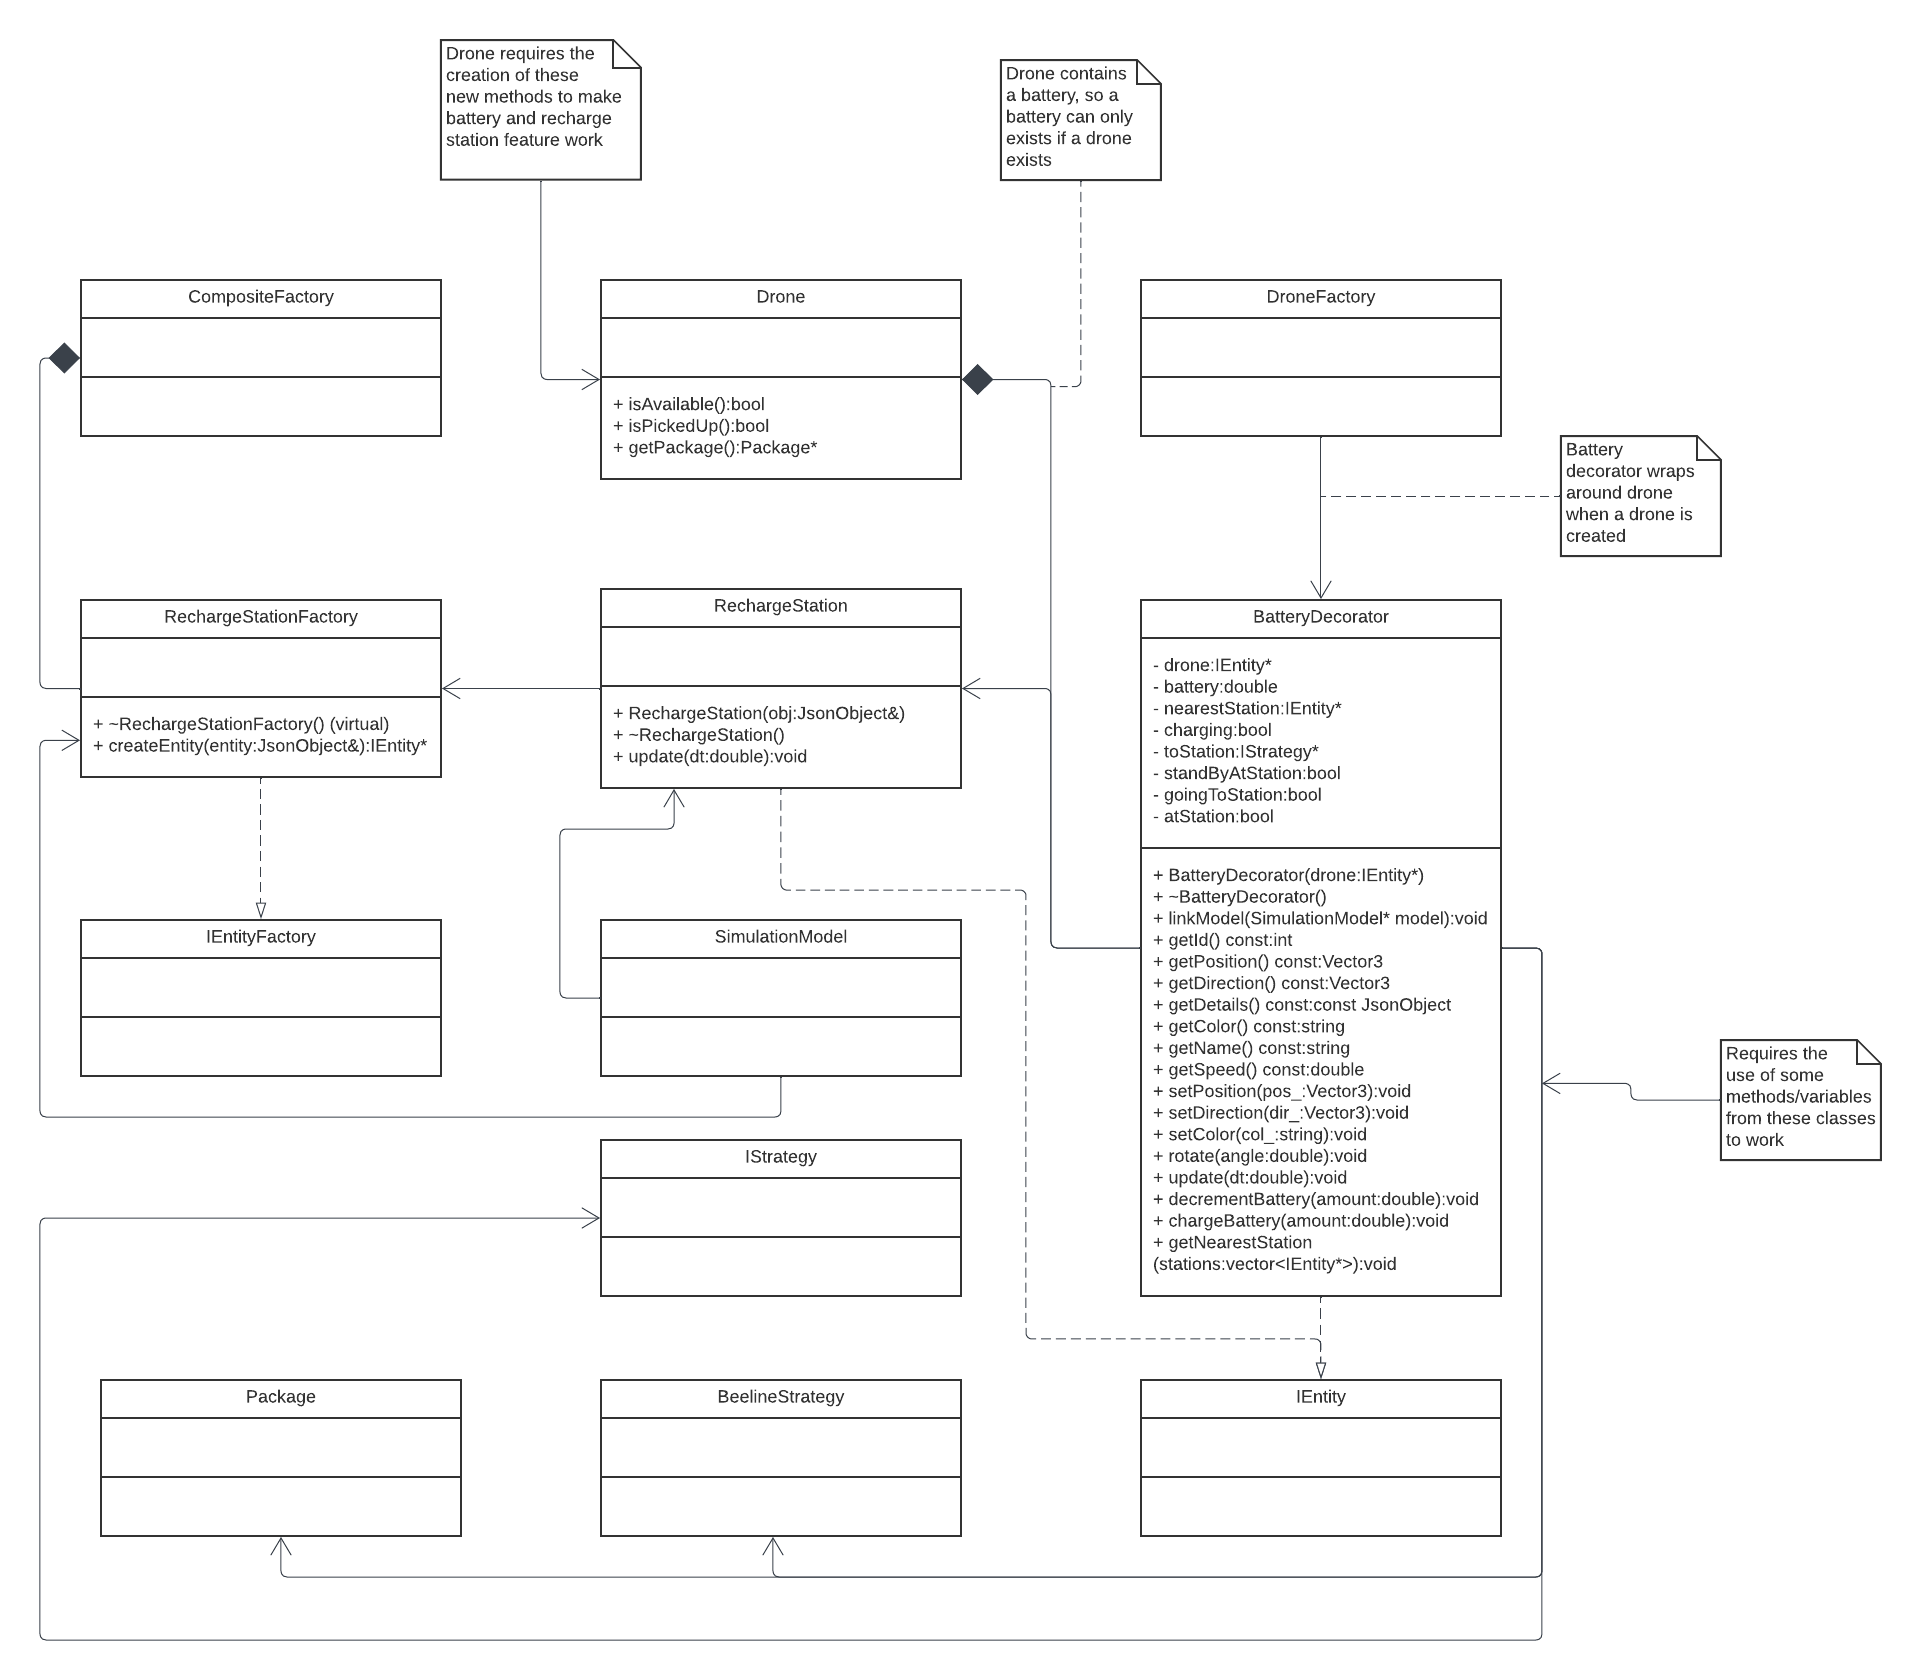 Drone requires the
creation of these
new methods to make
battery and recharge
station feature work
Drone contains
a battery, so a
battery can only
exists if a drone
exists
CompositeFactory
Drone
+ isAvailable():bool
+ isPickedUp():bool
+ getPackage():Package*
DroneFactory
Battery
decorator wraps
around drone
when a drone is
created
RechargeStationFactory
+ ~RechargeStationFactory() (virtual)
+ createEntity(entity:JsonObject&):IEntity*
RechargeStation
+ RechargeStation(obj:JsonObject&)
+ ~RechargeStation()
+ update(dt:double):void
BatteryDecorator
- drone:IEntity*
- battery:double
- nearestStation:IEntity*
- charging:bool
- toStation:IStrategy*
- standByAtStation:bool
- goingToStation:bool
- atStation:bool
+ BatteryDecorator(drone:IEntity*)
+ ~BatteryDecorator()
+ linkModel(SimulationModel* model):void
+ getId() const:int
+ getPosition() const:Vector3
+ getDirection() const:Vector3
+ getDetails() const:const JsonObject
+ getColor() const:string
+ getName() const:string
+ getSpeed() const:double
+ setPosition(pos_:Vector3):void
+ setDirection(dir_:Vector3):void
+ setColor(col_:string):void
+ rotate(angle:double):void
+ update(dt:double):void
+ decrementBattery(amount:double):void
+ chargeBattery(amount:double):void
+ getNearestStation
(stations:vector<IEntity*>):void
IEntityFactory
SimulationModel
Requires the
use of some
methods/variables
from these classes
to work
IStrategy
Package
BeelineStrategy
IEntity